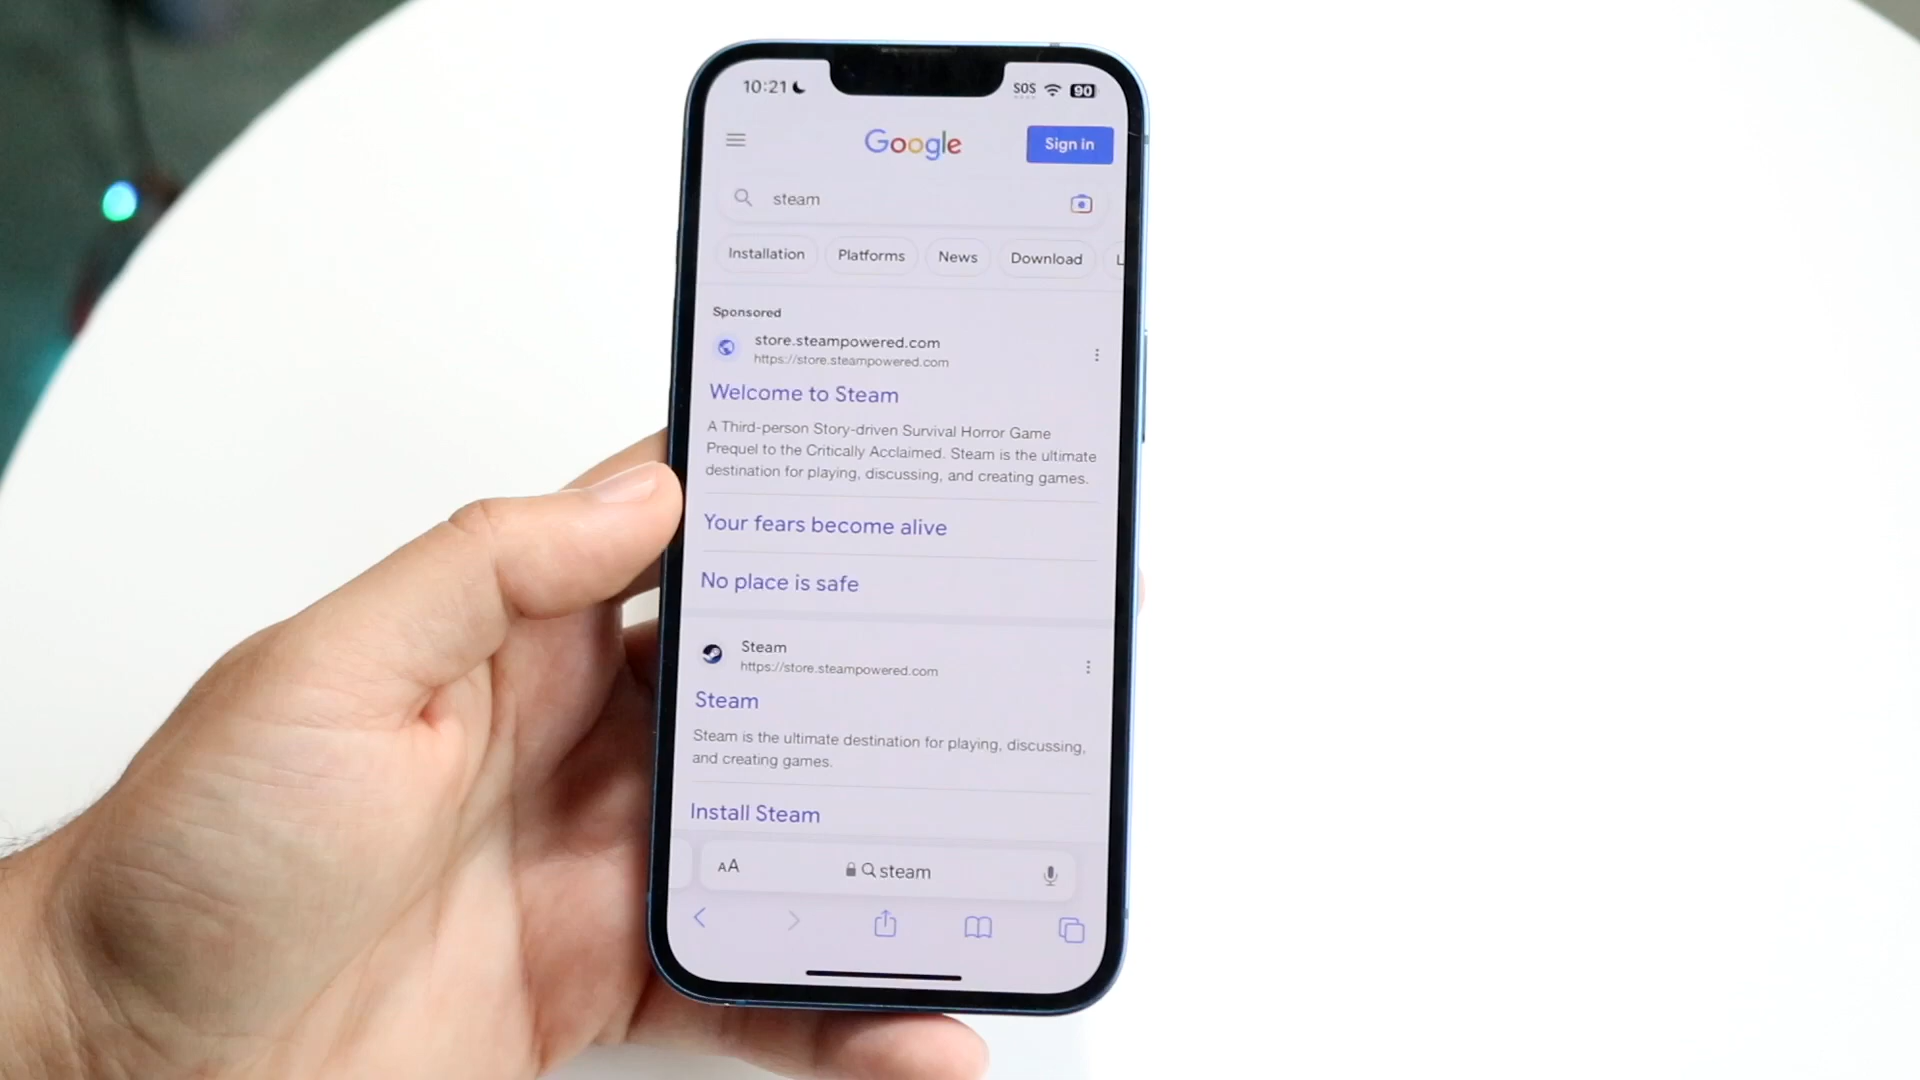 10:21
SOS
90
Google
Sign in
steam
Installation
Platforms
News
Download
L
Sponsored
store.steampowered.com
https://store.steampowered.com
Welcome to Steam
A Third-person Story-driven Survival Horror Game
Prequel to the Critically Acclaimed. Steam is the ultimate
destination for playing, discussing, and creating games.
Your fears become alive
No place is safe
Steam
https://store.steampowered.com
Steam
Steam is the ultimate destination for playing, discussing,
and creating games.
Install Steam
AA
steam